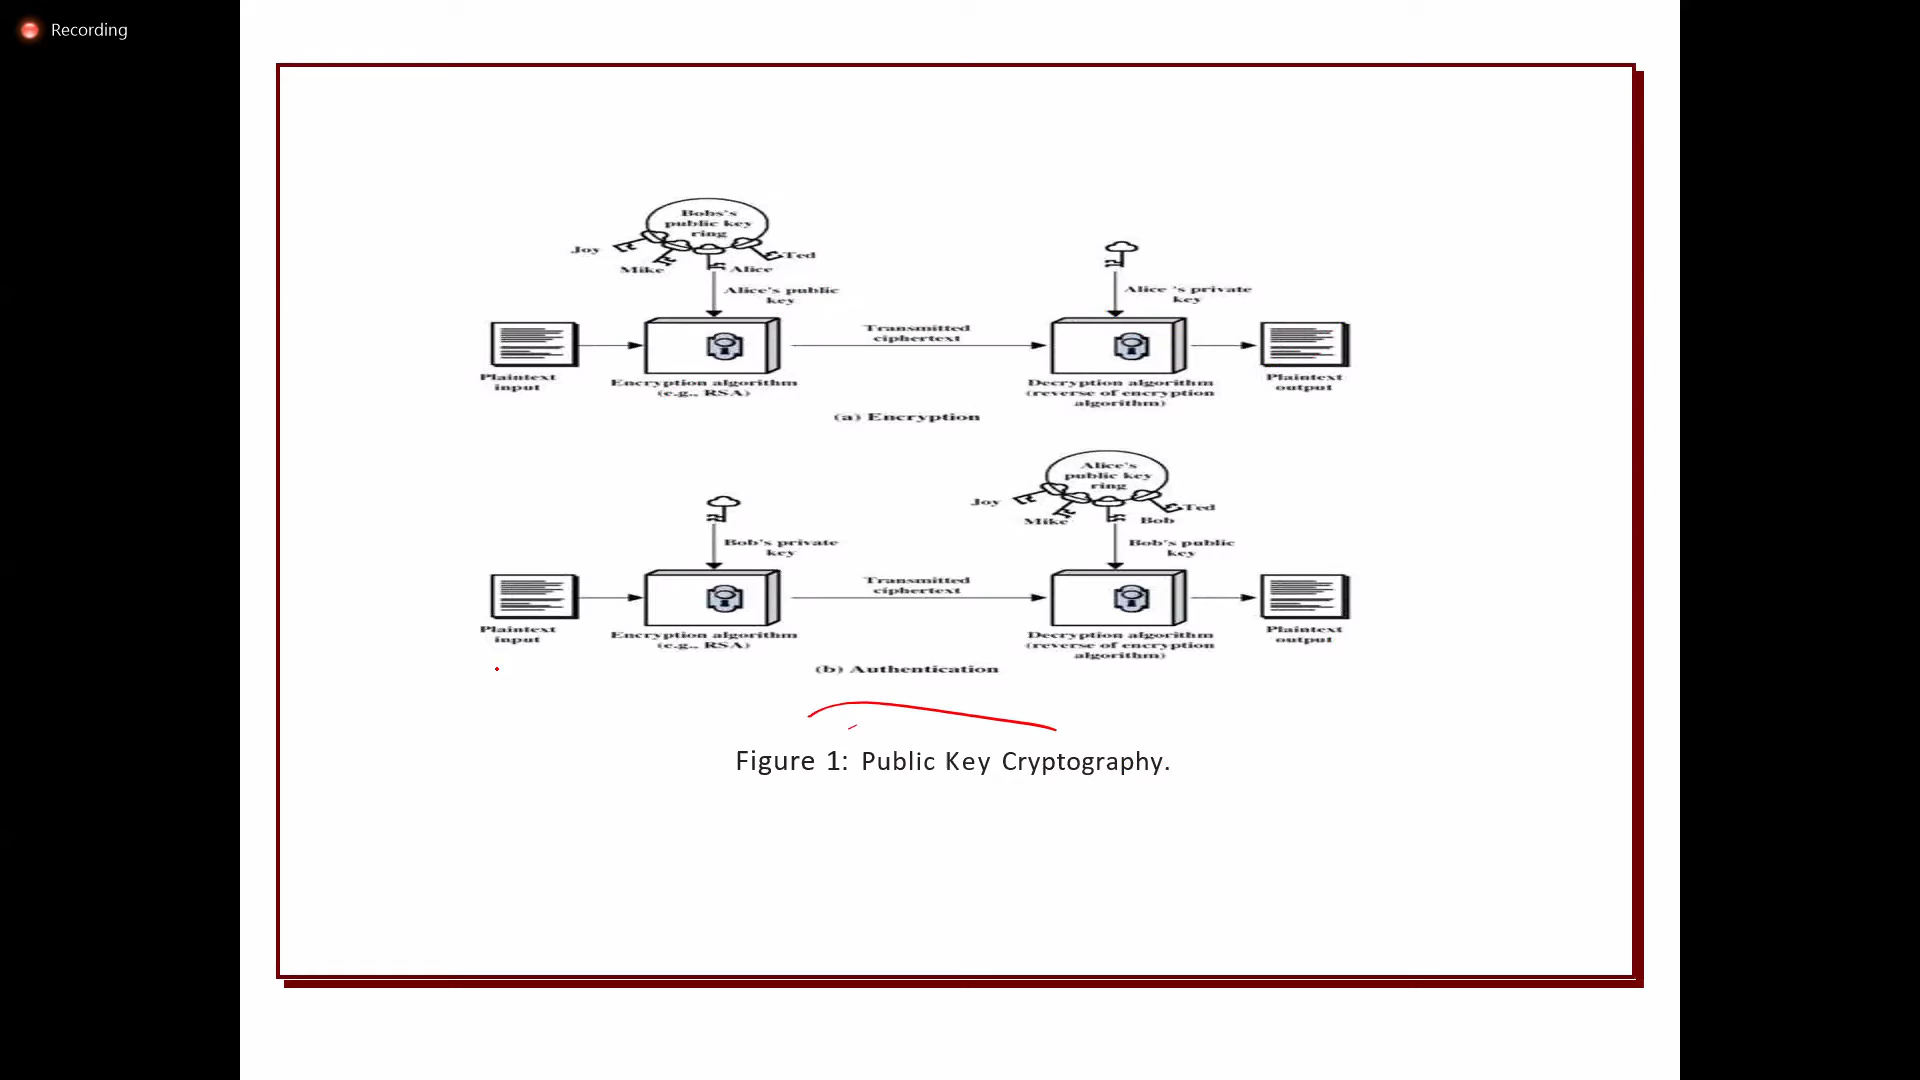 Recording
Bobs's
public key
ring
Joy
Ted
Mike
Alice
Alice's public
key
Alice 's private
key
Transmitted
ciphertext
Plaintext
input
Encryption algorithm
(e.g., RSA)
Decryption algorithm
(reverse of encryption
algorithm)
Plaintext
output
(a) Encryption
Alice's
public key
ring
Joy
Ted
Mike
Bob
Bob's private
key
Bob's public
key
Transmitted
ciphertext
Plaintext
input
Encryption algorithm
(e.g., RSA)
Decryption algorithm
(reverse of encryption
algorithm)
Plaintext
output
(b) Authentication
Figure 1: Public Key Cryptography.